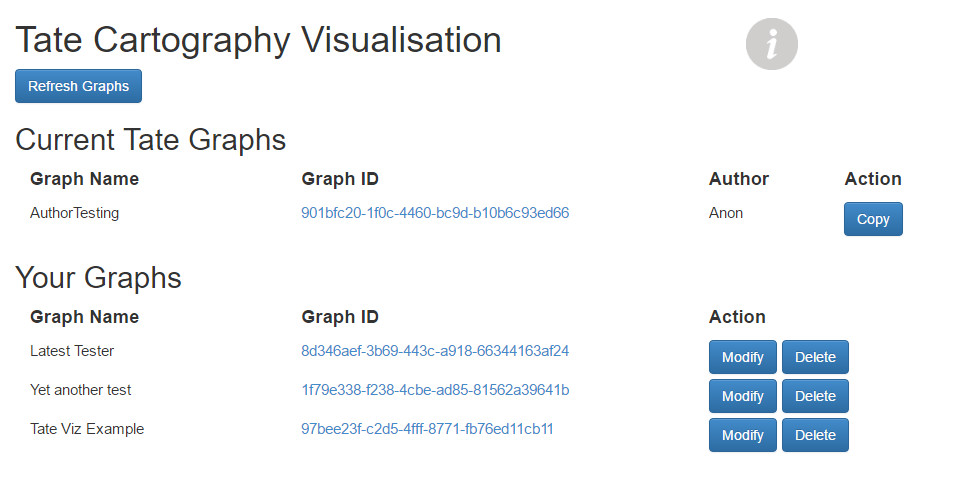 Tate Cartography Visualisation
i
Refresh Graphs
Current Tate Graphs
Graph Name Graph ID Author Action
AuthorTesting 901bfc20-1f0c-4460-bc9d-b10b6c93ed66 Anon Copy
Your Graphs
Graph Name Graph ID Action
Latest Tester 8d346aef-3b69-443c-a918-66344163af24 Modify Delete
Yet another test 1f79e338-f238-4cbe-ad85-81562a39641b Modify Delete
Tate Viz Example 97bee23f-c2d5-4fff-8771-fb76ed11cb11 Modify Delete